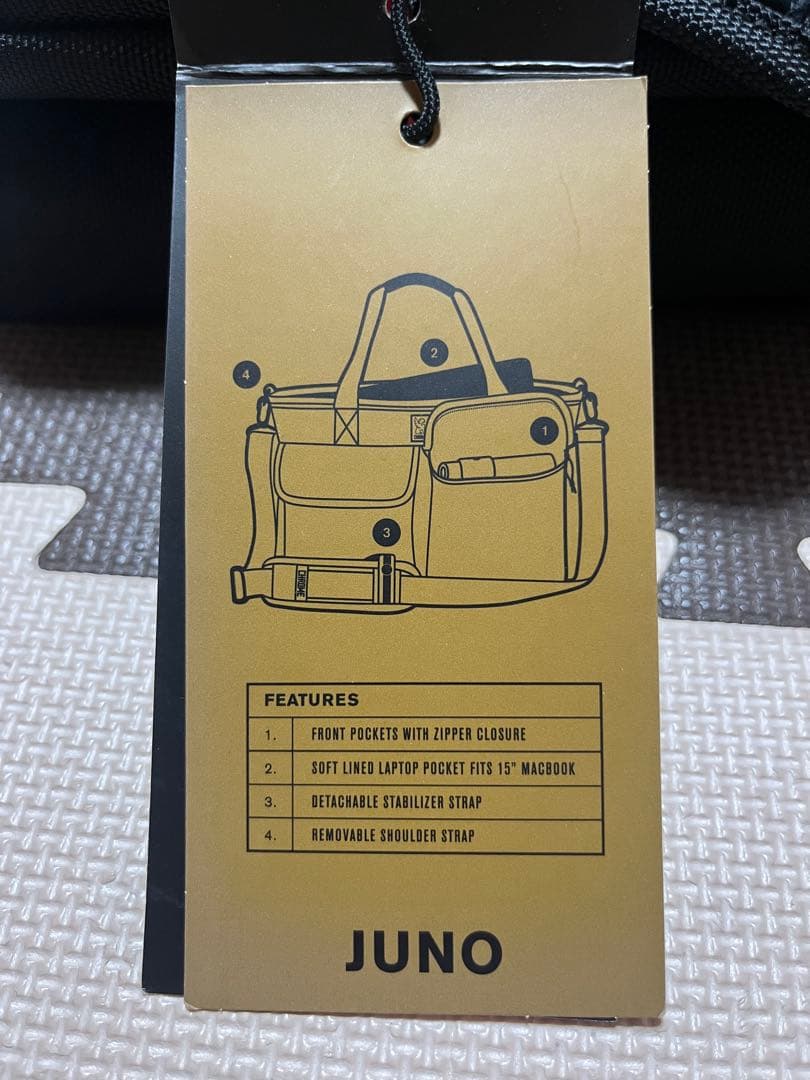 4
2
1
3
CHROME
FEATURES
1. FRONT POCKETS WITH ZIPPER CLOSURE
2. SOFT LINED LAPTOP POCKET FITS 15" MACBOOK
3. DETACHABLE STABILIZER STRAP
4. REMOVABLE SHOULDER STRAP
JUNO